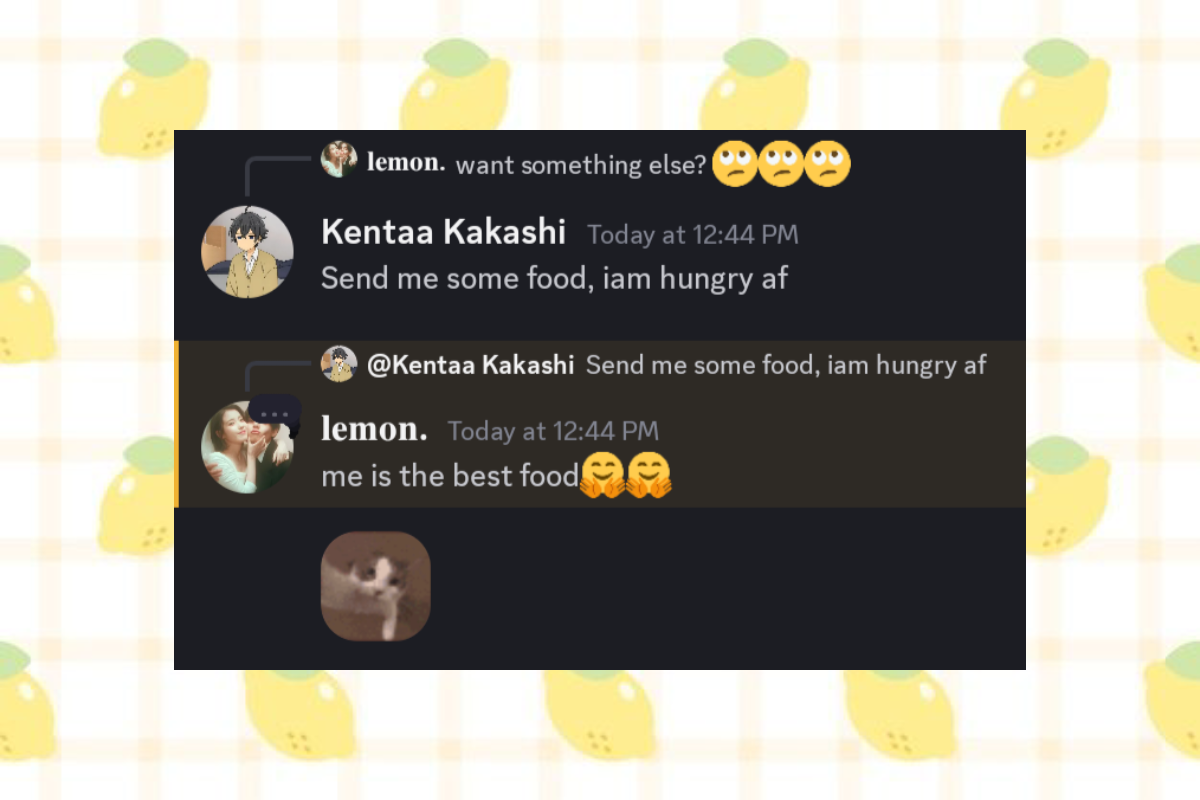 lemon. want something else? 🙄🙄🙄
Kentaa Kakashi Today at 12:44 PM
Send me some food, iam hungry af
@Kentaa Kakashi Send me some food, iam hungry af
lemon. Today at 12:44 PM
me is the best food🤗🤗